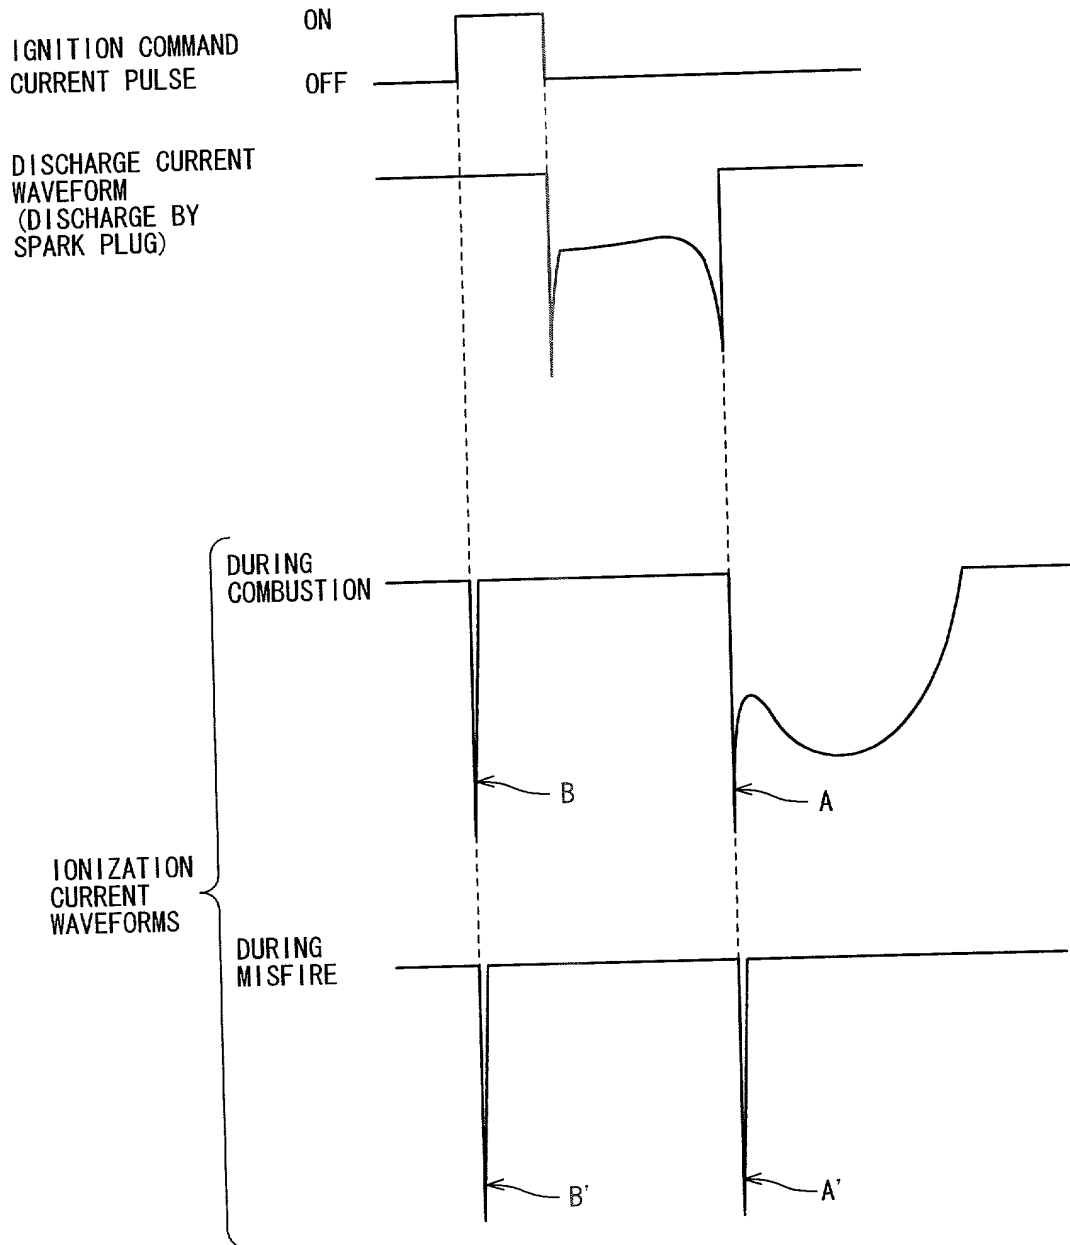 IGNITION COMMAND
CURRENT PULSE
ON
OFF
DISCHARGE CURRENT
WAVEFORM
(DISCHARGE BY
SPARK PLUG)
DURING
COMBUSTION
B
A
IONIZATION
CURRENT
WAVEFORMS
DURING
MISFIRE
B'
A'